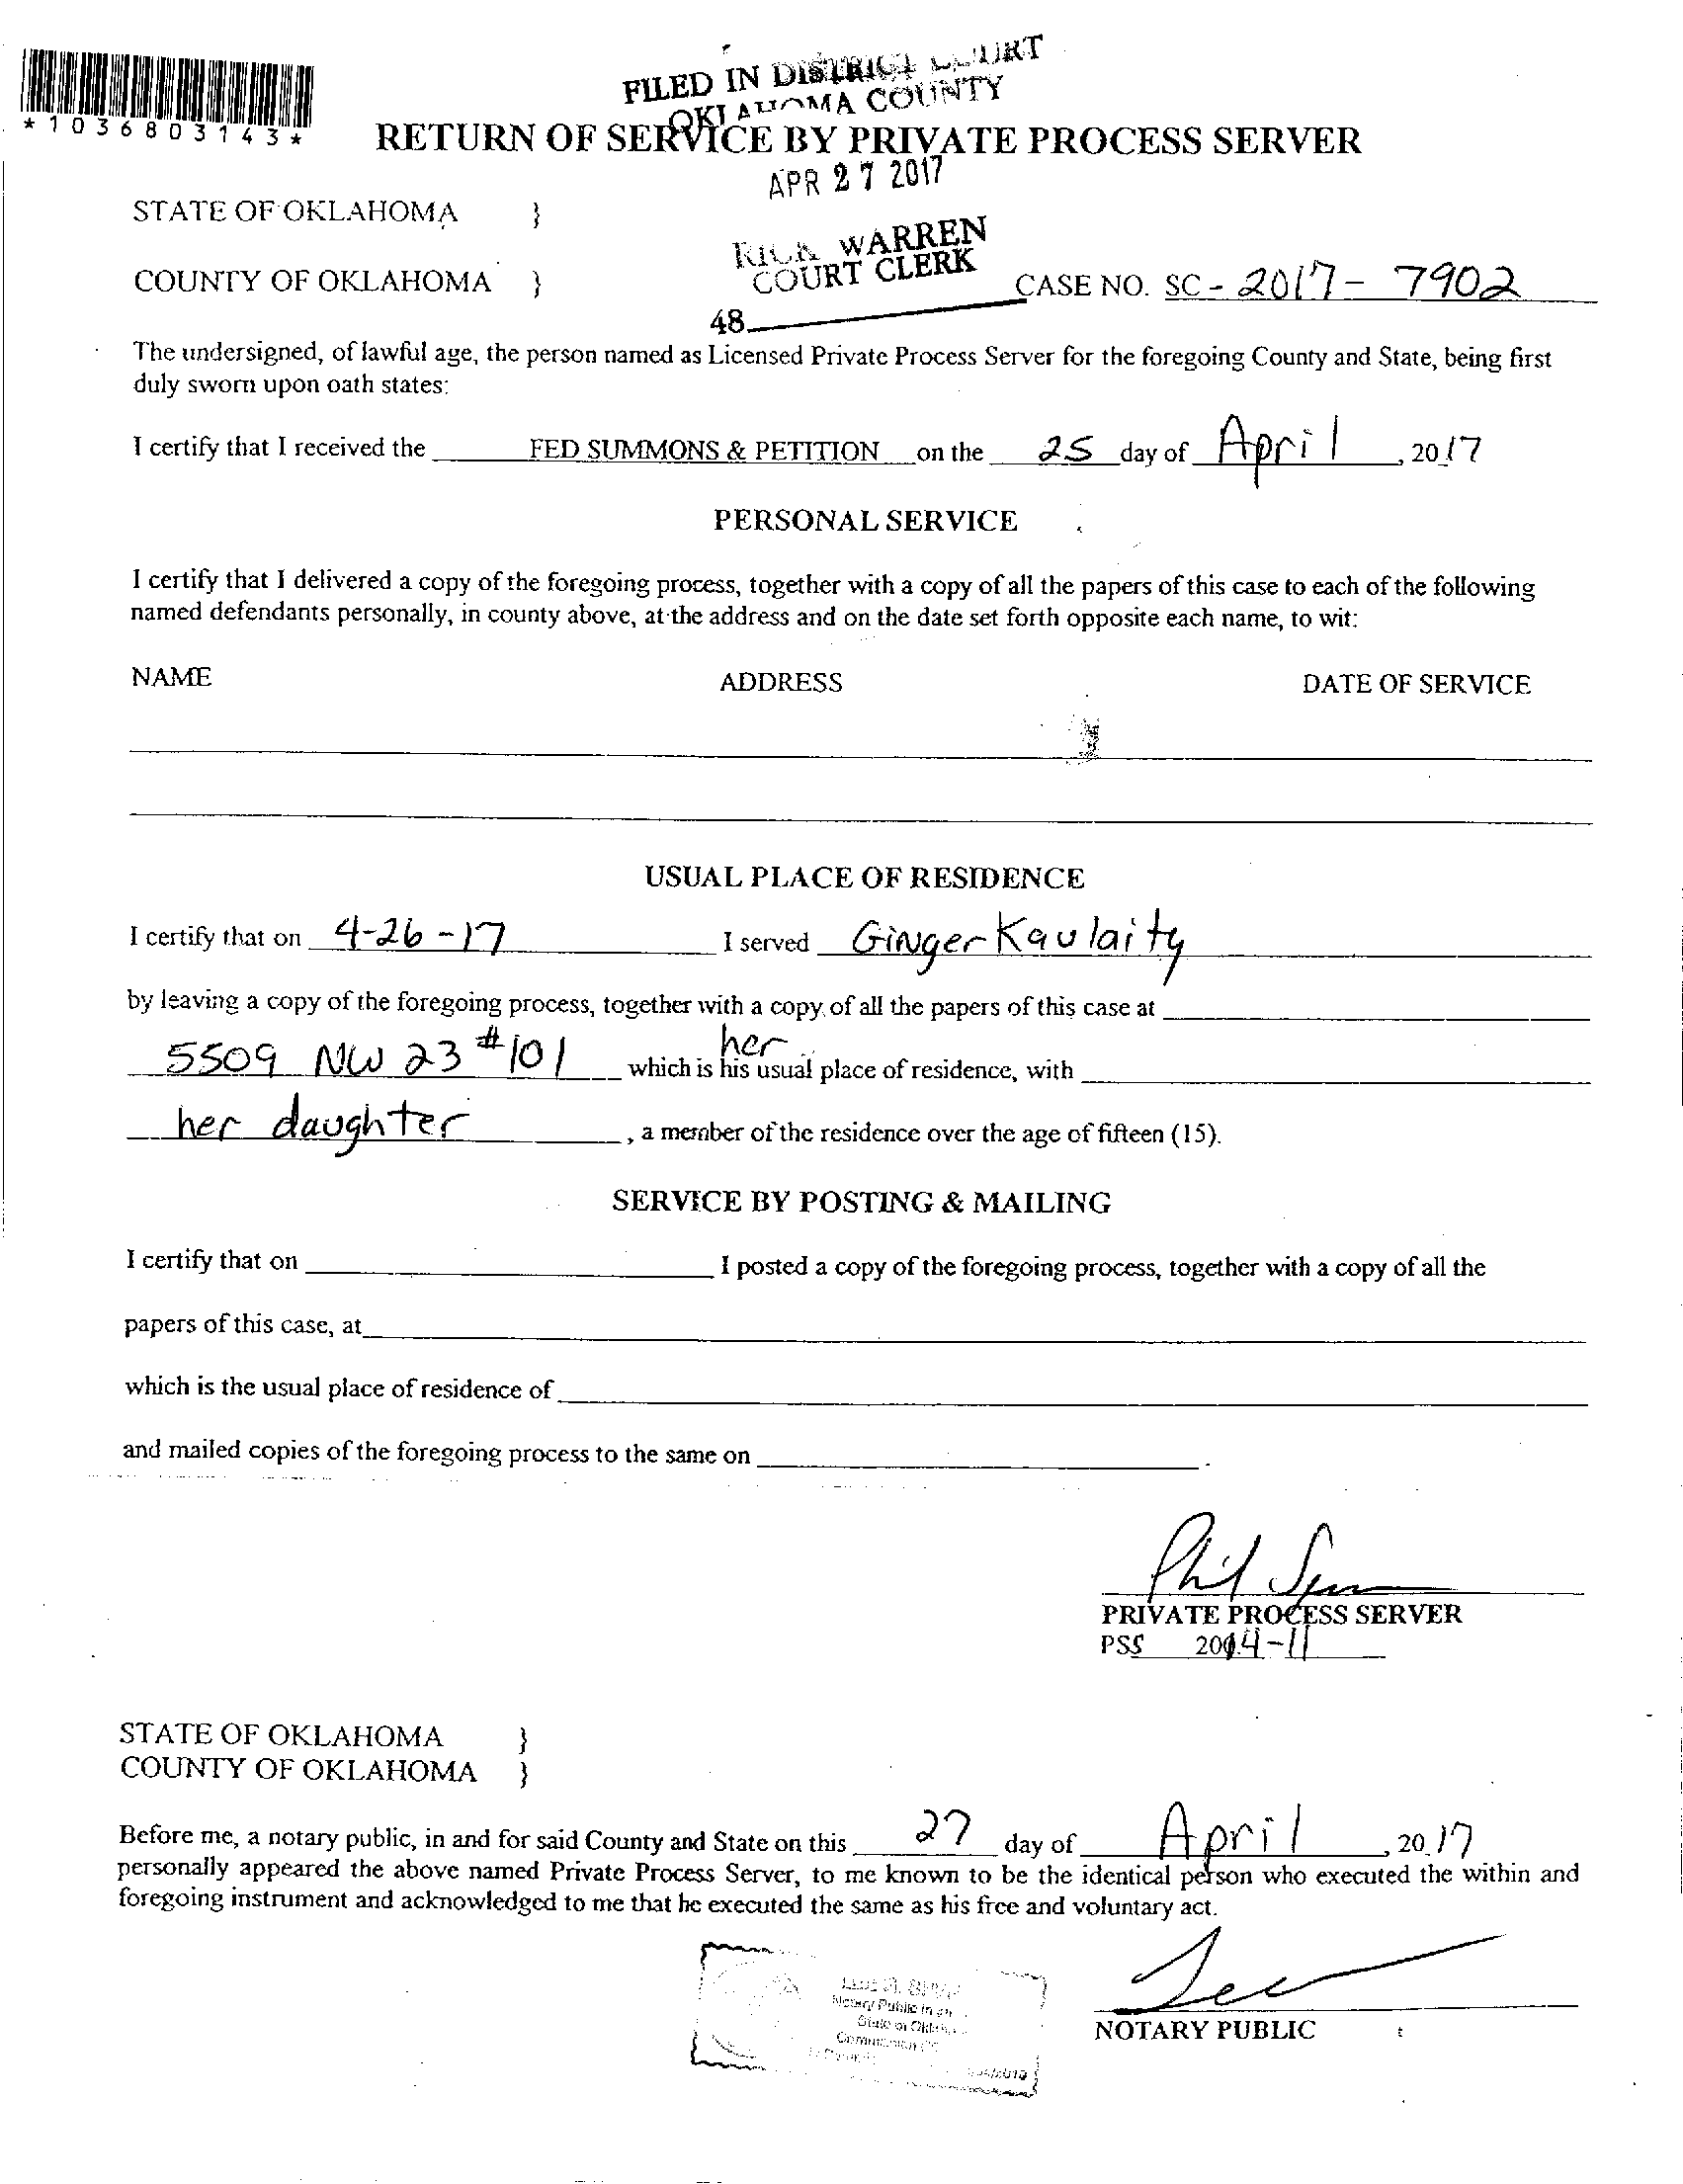 FILED IN DISTRICT COURT
OKLAHOMA COUNTY
*1036803143*
RETURN OF SERVICE BY PRIVATE PROCESS SERVER
APR 27 2017
STATE OF OKLAHOMA }
RICK WARREN
COURT CLERK
COUNTY OF OKLAHOMA } CASE NO. SC - 2017 - 7902
48
The undersigned, of lawful age, the person named as Licensed Private Process Server for the foregoing County and State, being first
duly sworn upon oath states:
I certify that I received the FED SUMMONS & PETITION on the 25 day of April, 2017
PERSONAL SERVICE
I certify that I delivered a copy of the foregoing process, together with a copy of all the papers of this case to each of the following
named defendants personally, in county above, at the address and on the date set forth opposite each name, to wit:
NAME ADDRESS DATE OF SERVICE
USUAL PLACE OF RESIDENCE
I certify that on 4-26-17 I served Ginger Kaulaity
by leaving a copy of the foregoing process, together with a copy of all the papers of this case at
her
5509 NW 23 #101 which is his usual place of residence, with
her daughter, a member of the residence over the age of fifteen (15).
SERVICE BY POSTING & MAILING
I certify that on I posted a copy of the foregoing process, together with a copy of all the
papers of this case, at
which is the usual place of residence of
and mailed copies of the foregoing process to the same on .
Phil
PRIVATE PROCESS SERVER
PSS 2014-11
STATE OF OKLAHOMA }
COUNTY OF OKLAHOMA }
Before me, a notary public, in and for said County and State on this 27 day of April, 2017
personally appeared the above named Private Process Server, to me known to be the identical person who executed the within and
foregoing instrument and acknowledged to me that he executed the same as his free and voluntary act.
Notary Public in
State of
NOTARY PUBLIC